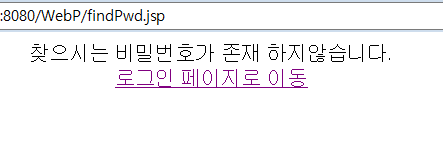 :8080/WebP/findPwd.jsp
찾으시는 비밀번호가 존재 하지않습니다.
로그인 페이지로 이동